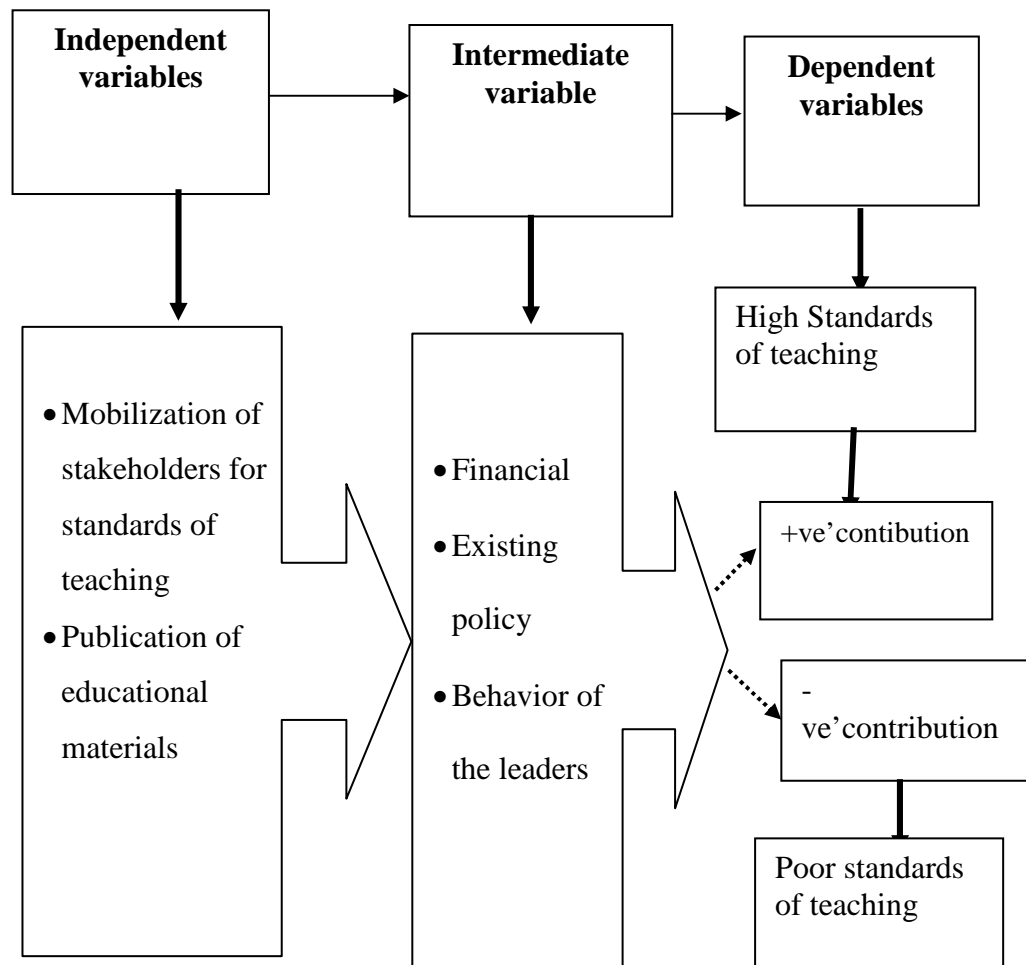 Independent
variables
Intermediate
variable
Dependent
variables
High Standards
of teaching
• Mobilization of
stakeholders for
standards of
teaching
• Publication of
educational
materials
• Financial
• Existing
policy
• Behavior of
the leaders
+ve’contibution
-
ve’contribution
Poor standards
of teaching